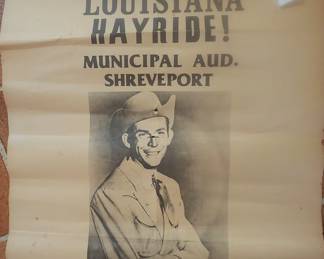 LOUISIANA
HAYRIDE!
MUNICIPAL AUD.
SHREVEPORT